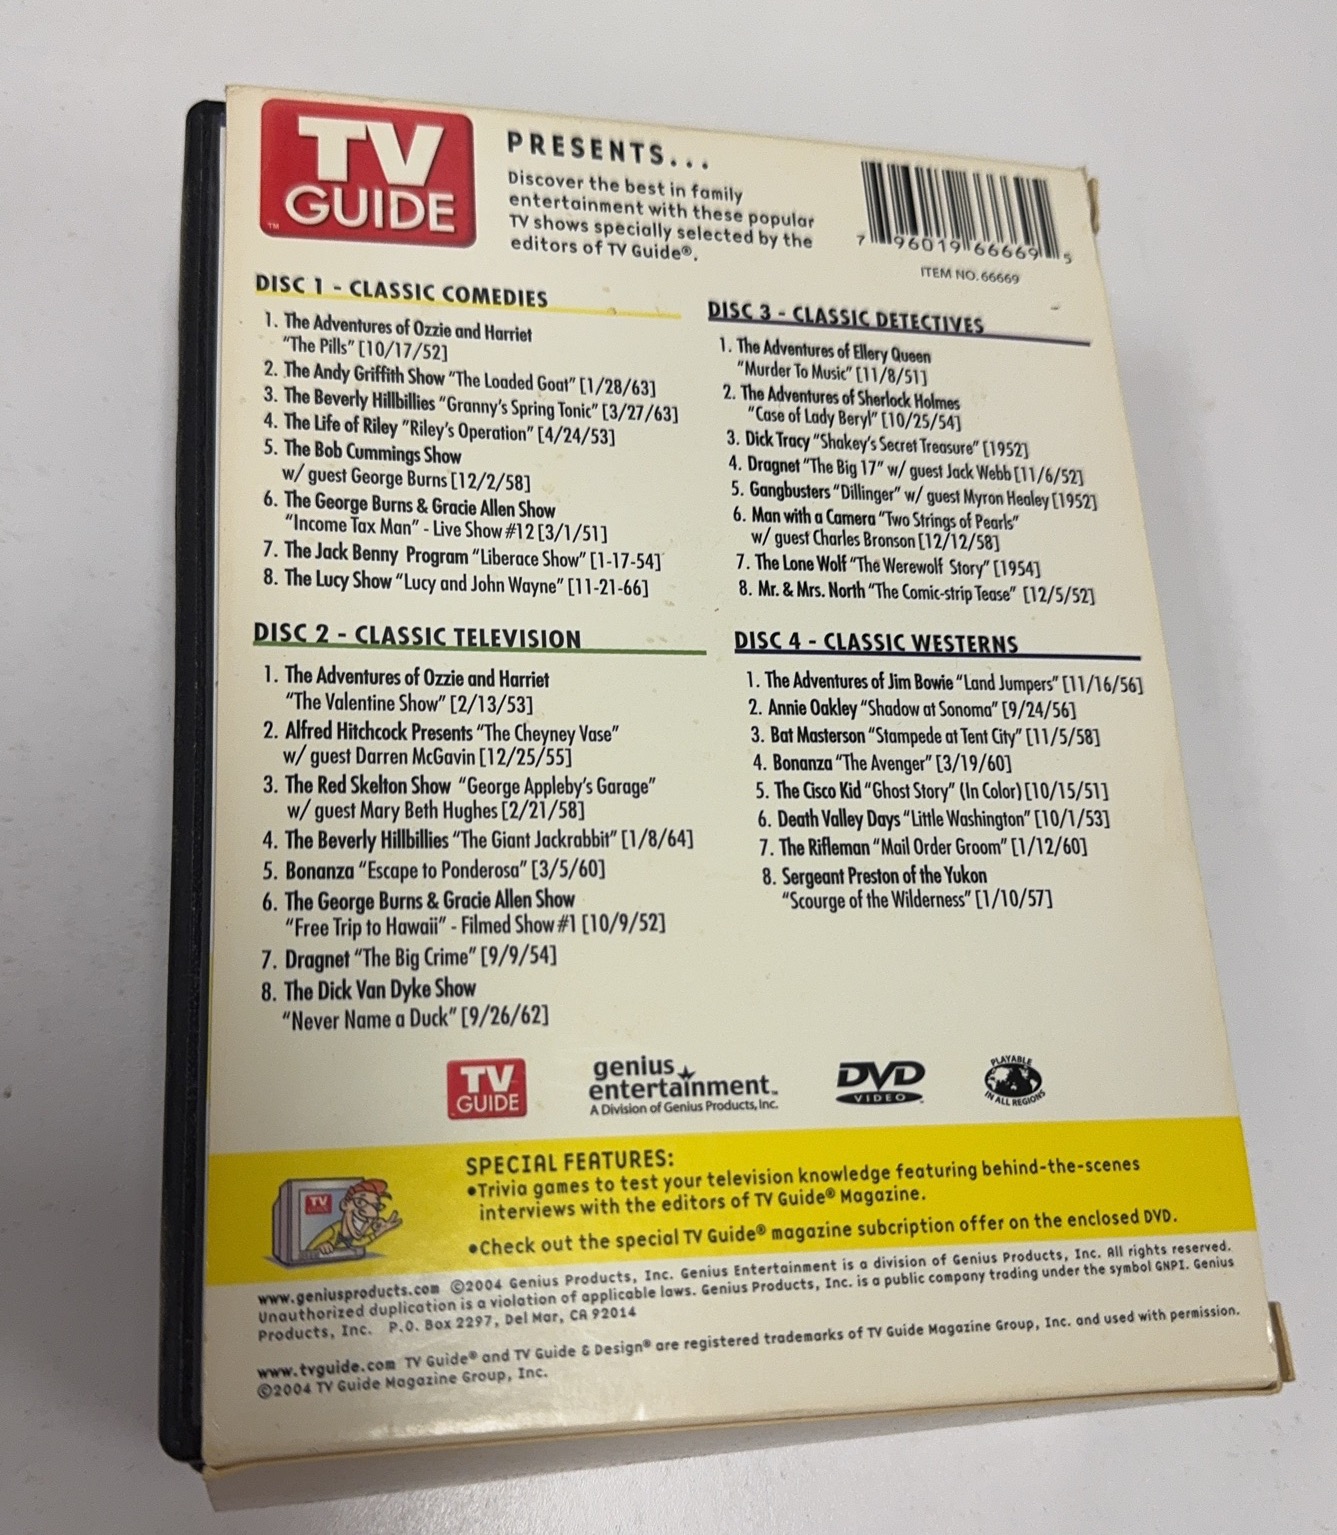 TV
GUIDE
TM
PRESENTS...
Discover the best in family
entertainment with these popular
TV shows specially selected by the
editors of TV Guide®.
7 96019 66669 5
ITEM NO. 66669
DISC 1 - CLASSIC COMEDIES
1. The Adventures of Ozzie and Harriet
"The Pills" [10/17/52]
2. The Andy Griffith Show "The Loaded Goat" [1/28/63]
3. The Beverly Hillbillies "Granny's Spring Tonic" [3/27/63]
4. The Life of Riley "Riley's Operation" [4/24/53]
5. The Bob Cummings Show
w/ guest George Burns [12/2/58]
6. The George Burns & Gracie Allen Show
"Income Tax Man" - Live Show #12 [3/1/51]
7. The Jack Benny Program "Liberace Show" [1-17-54]
8. The Lucy Show "Lucy and John Wayne" [11-21-66]
DISC 2 - CLASSIC TELEVISION
1. The Adventures of Ozzie and Harriet
"The Valentine Show" [2/13/53]
2. Alfred Hitchcock Presents "The Cheyney Vase"
w/ guest Darren McGavin [12/25/55]
3. The Red Skelton Show "George Appleby's Garage"
w/ guest Mary Beth Hughes [2/21/58]
4. The Beverly Hillbillies "The Giant Jackrabbit" [1/8/64]
5. Bonanza "Escape to Ponderosa" [3/5/60]
6. The George Burns & Gracie Allen Show
"Free Trip to Hawaii" - Filmed Show #1 [10/9/52]
7. Dragnet "The Big Crime" [9/9/54]
8. The Dick Van Dyke Show
"Never Name a Duck" [9/26/62]
DISC 3 - CLASSIC DETECTIVES
1. The Adventures of Ellery Queen
"Murder To Music" [11/8/51]
2. The Adventures of Sherlock Holmes
"Case of Lady Beryl" [10/25/54]
3. Dick Tracy "Shakey's Secret Treasure" [1952]
4. Dragnet "The Big 17" w/ guest Jack Webb [11/6/52]
5. Gangbusters "Dillinger" w/ guest Myron Healey [1952]
6. Man with a Camera "Two Strings of Pearls"
w/ guest Charles Bronson [12/12/58]
7. The Lone Wolf "The Werewolf Story" [1954]
8. Mr. & Mrs. North "The Comic-strip Tease" [12/5/52]
DISC 4 - CLASSIC WESTERNS
1. The Adventures of Jim Bowie "Land Jumpers" [11/16/56]
2. Annie Oakley "Shadow at Sonoma" [9/24/56]
3. Bat Masterson "Stampede at Tent City" [11/5/58]
4. Bonanza "The Avenger" [3/19/60]
5. The Cisco Kid "Ghost Story" (In Color) [10/15/51]
6. Death Valley Days "Little Washington" [10/1/53]
7. The Rifleman "Mail Order Groom" [1/12/60]
8. Sergeant Preston of the Yukon
"Scourge of the Wilderness" [1/10/57]
TV
GUIDE
genius
entertainment™
A Division of Genius Products, Inc.
DVD
VIDEO
PLAYABLE
IN ALL REGIONS
SPECIAL FEATURES:
•Trivia games to test your television knowledge featuring behind-the-scenes
interviews with the editors of TV Guide® Magazine.
•Check out the special TV Guide® magazine subcription offer on the enclosed DVD.
TV
www.geniusproducts.com ©2004 Genius Products, Inc. Genius Entertainment is a division of Genius Products, Inc. All rights reserved.
Unauthorized duplication is a violation of applicable laws. Genius Products, Inc. is a public company trading under the symbol GNPI. Genius
Products, Inc. P.O. Box 2297, Del Mar, CA 92014
www.tvguide.com TV Guide® and TV Guide & Design® are registered trademarks of TV Guide Magazine Group, Inc. and used with permission.
©2004 TV Guide Magazine Group, Inc.